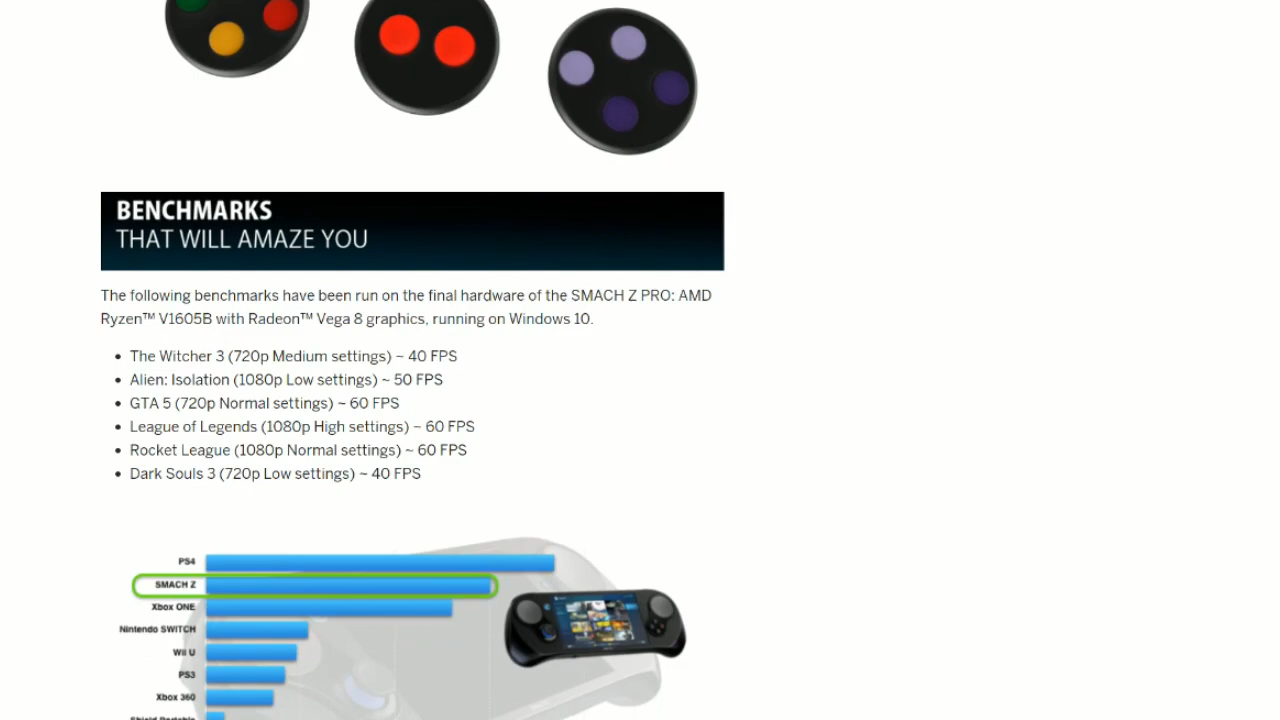 BENCHMARKS
THAT WILL AMAZE YOU
The following benchmarks have been run on the final hardware of the SMACH Z PRO: AMD
Ryzen™ V1605B with Radeon™ Vega 8 graphics, running on Windows 10.
• The Witcher 3 (720p Medium settings) ~ 40 FPS
• Alien: Isolation (1080p Low settings) ~ 50 FPS
• GTA 5 (720p Normal settings) ~ 60 FPS
• League of Legends (1080p High settings) ~ 60 FPS
• Rocket League (1080p Normal settings) ~ 60 FPS
• Dark Souls 3 (720p Low settings) ~ 40 FPS
PS4
SMACH Z
Xbox ONE
Nintendo SWITCH
Wii U
PS3
Xbox 360
Shield Portable